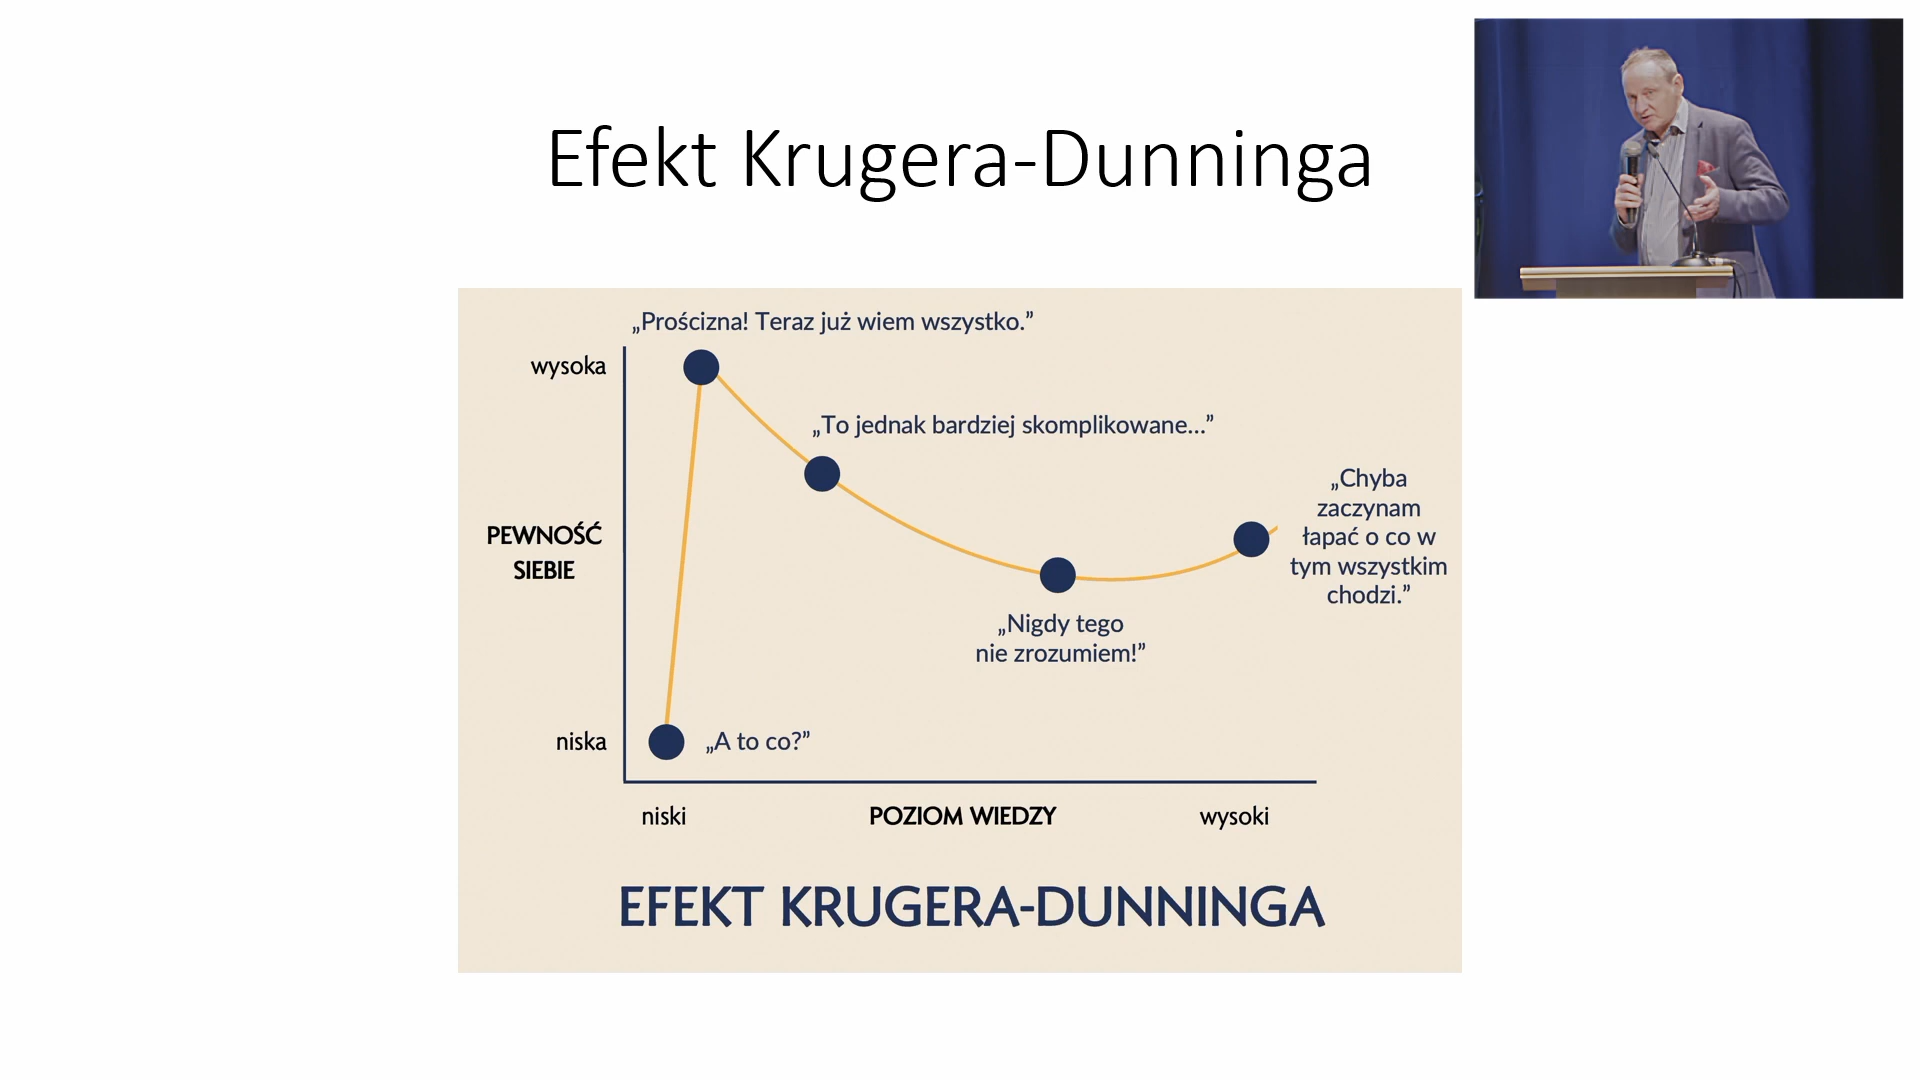 Efekt Krugera-Dunninga
„Prościzna! Teraz już wiem wszystko.”
wysoka
„To jednak bardziej skomplikowane...”
„Chyba
zaczynam
łapać o co w
tym wszystkim
chodzi.”
PEWNOŚĆ
SIEBIE
„Nigdy tego
nie zrozumiem!”
niska
„A to co?”
niski
POZIOM WIEDZY
wysoki
EFEKT KRUGERA-DUNNINGA